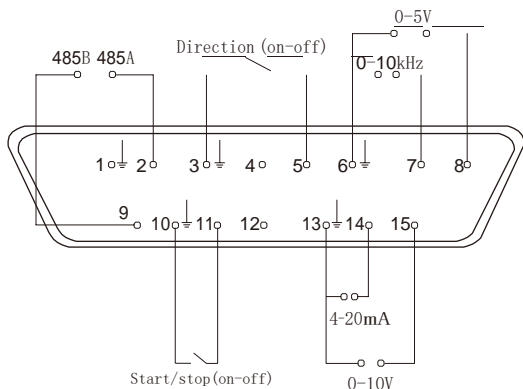 0-5V
Direction (on-off)
485B 485A
0-10kHz
1 2 3 4 5 6 7 8
9 10 11 12 13 14 15
4-20mA
Start/stop(on-off)
0-10V